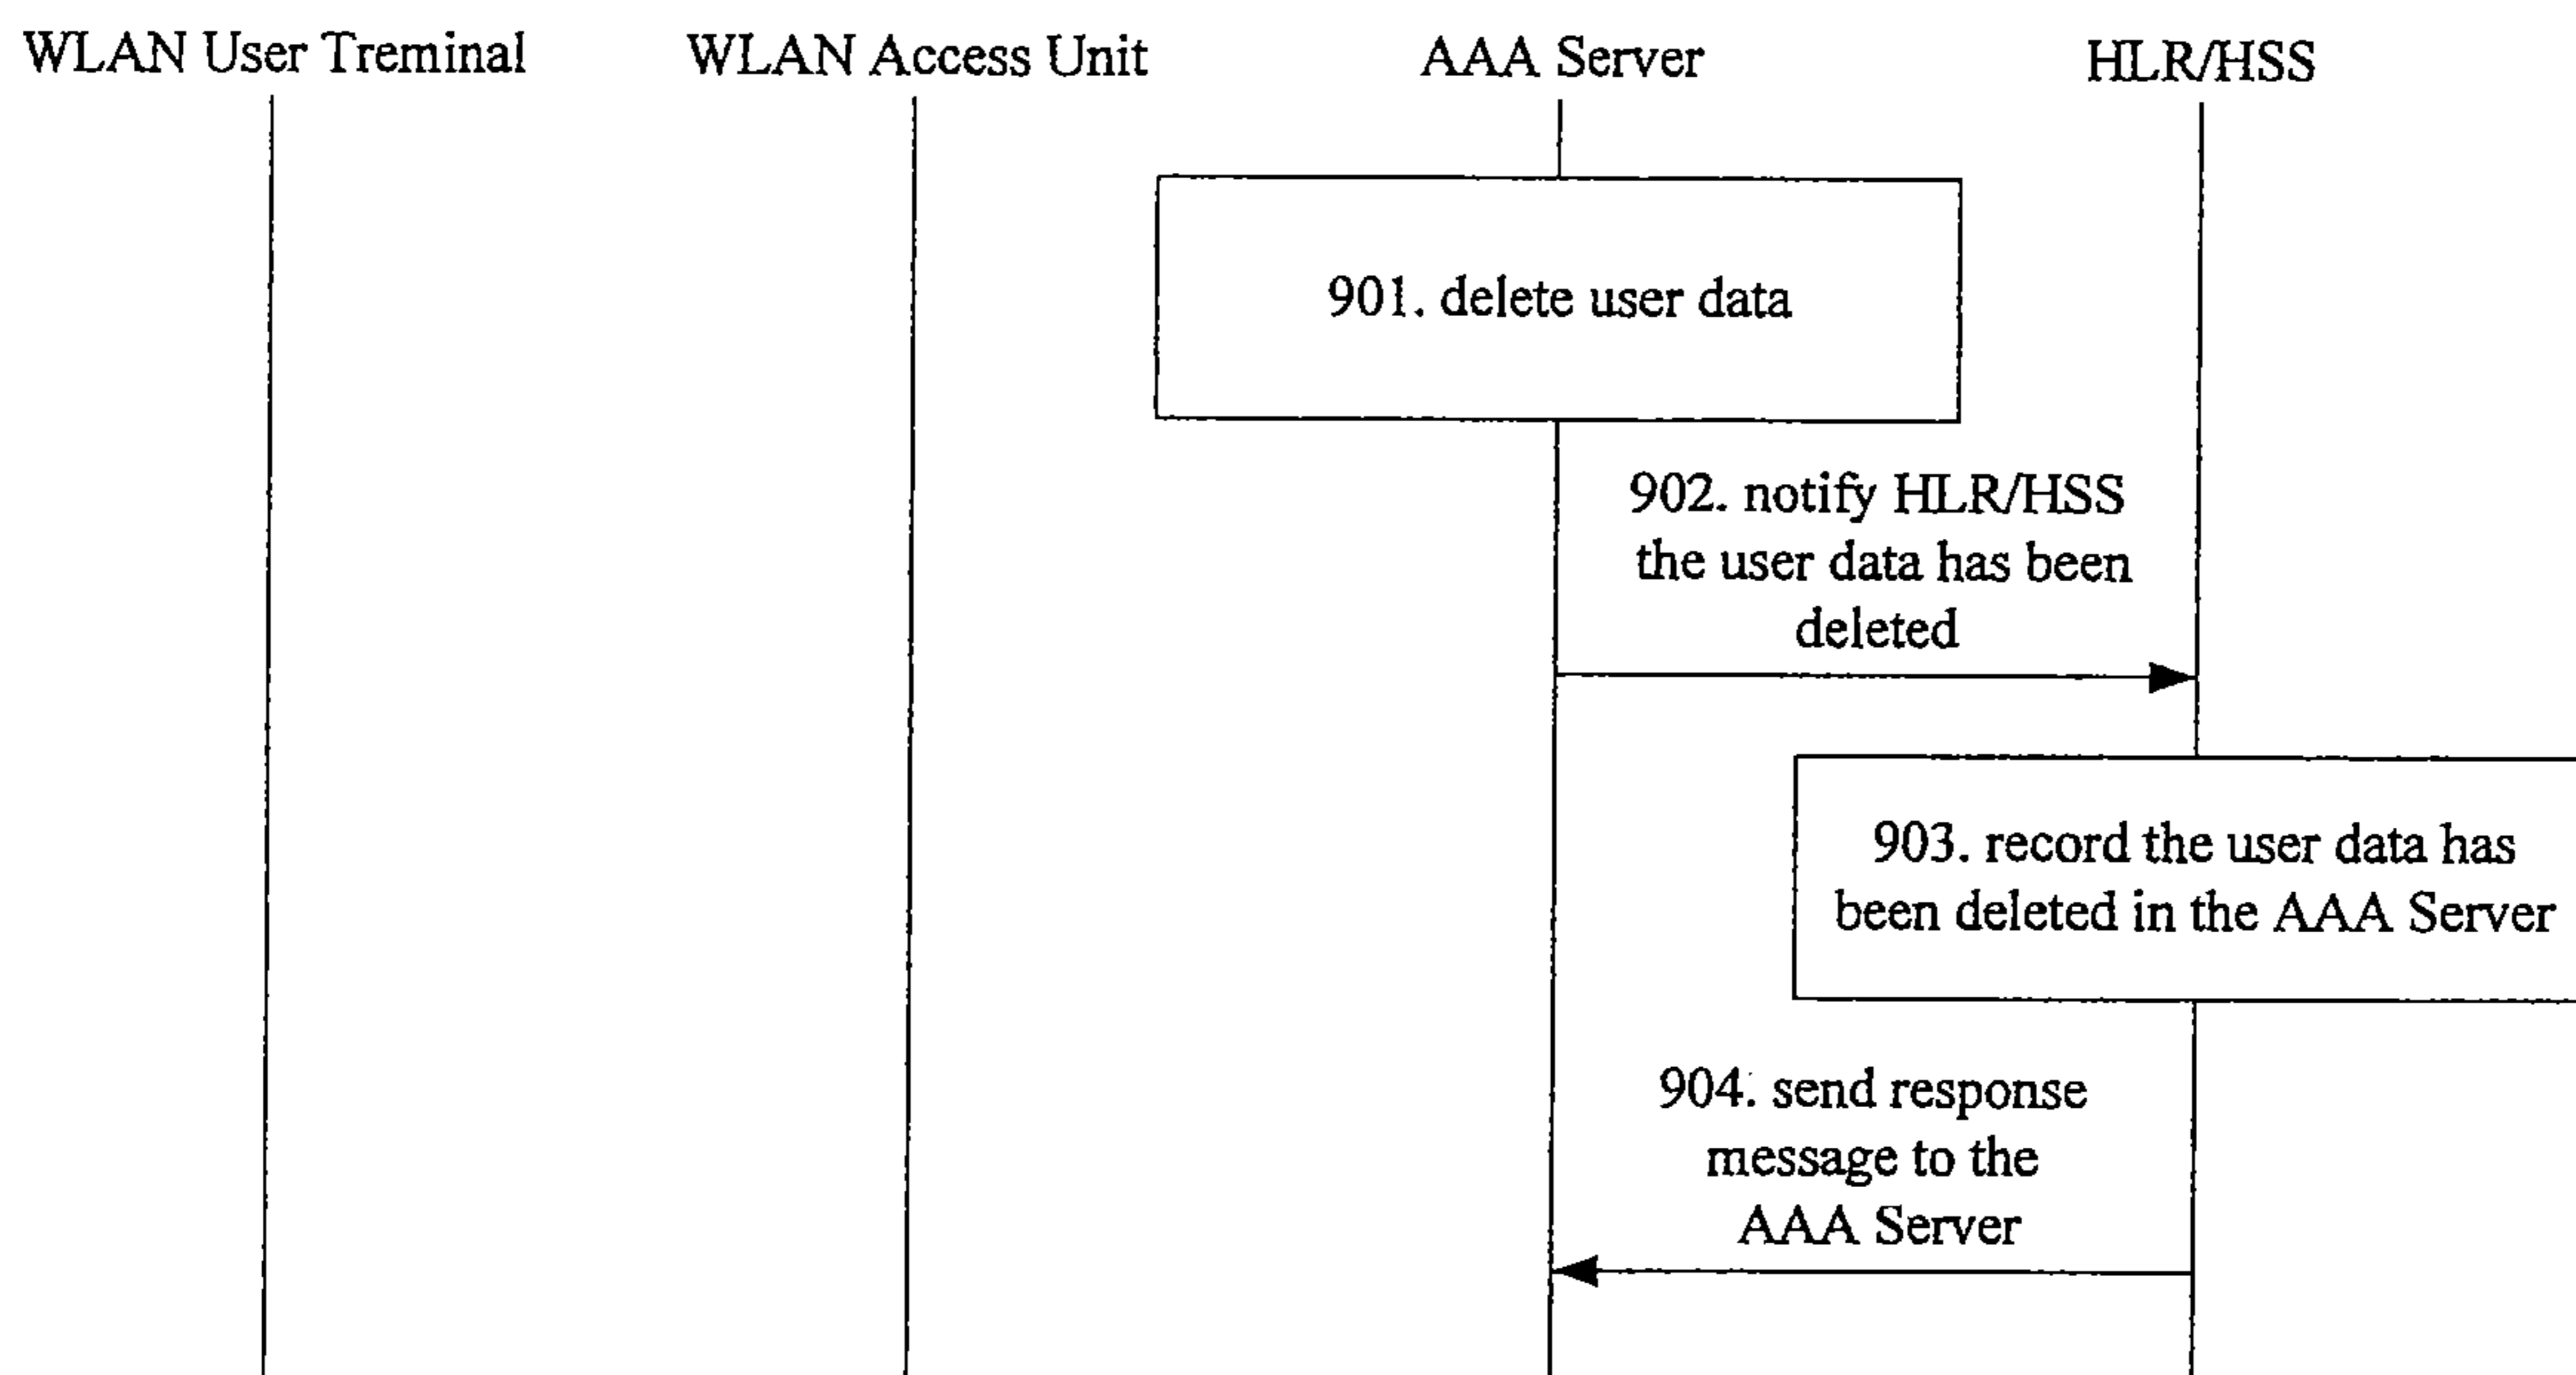 WLAN User Treminal
WLAN Access Unit
AAA Server
HLR/HSS
901. delete user data
902. notify HLR/HSS
the user data has been
deleted
903. record the user data has
been deleted in the AAA Server
904. send response
message to the
AAA Server